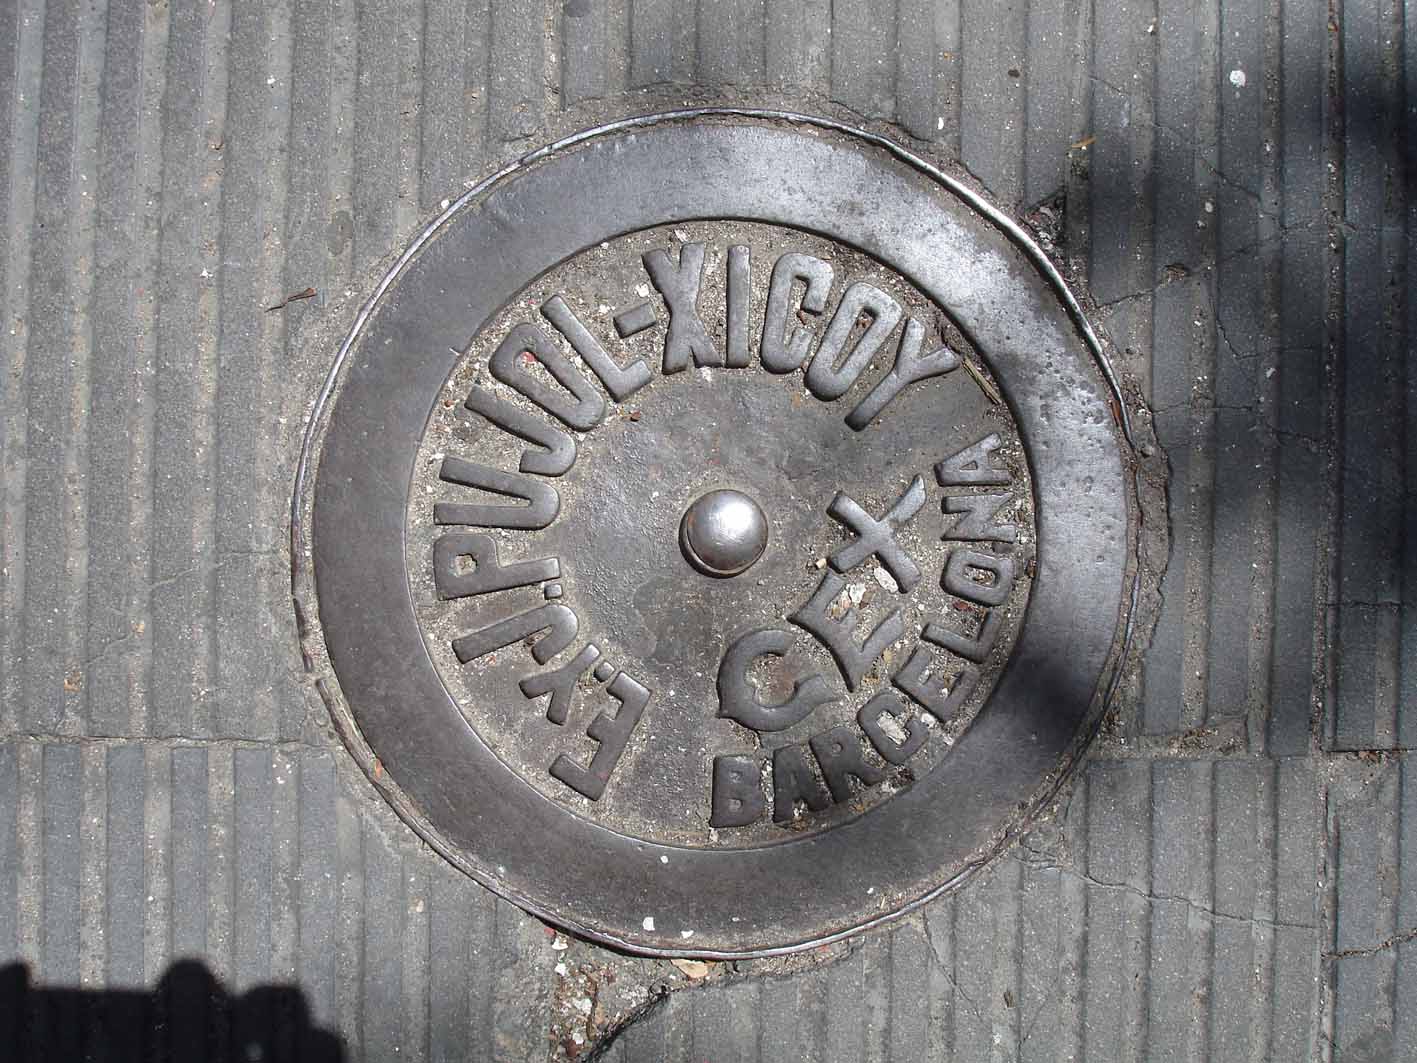 E. Y J. PUJOL-XICOY
CEX
BARCELONA